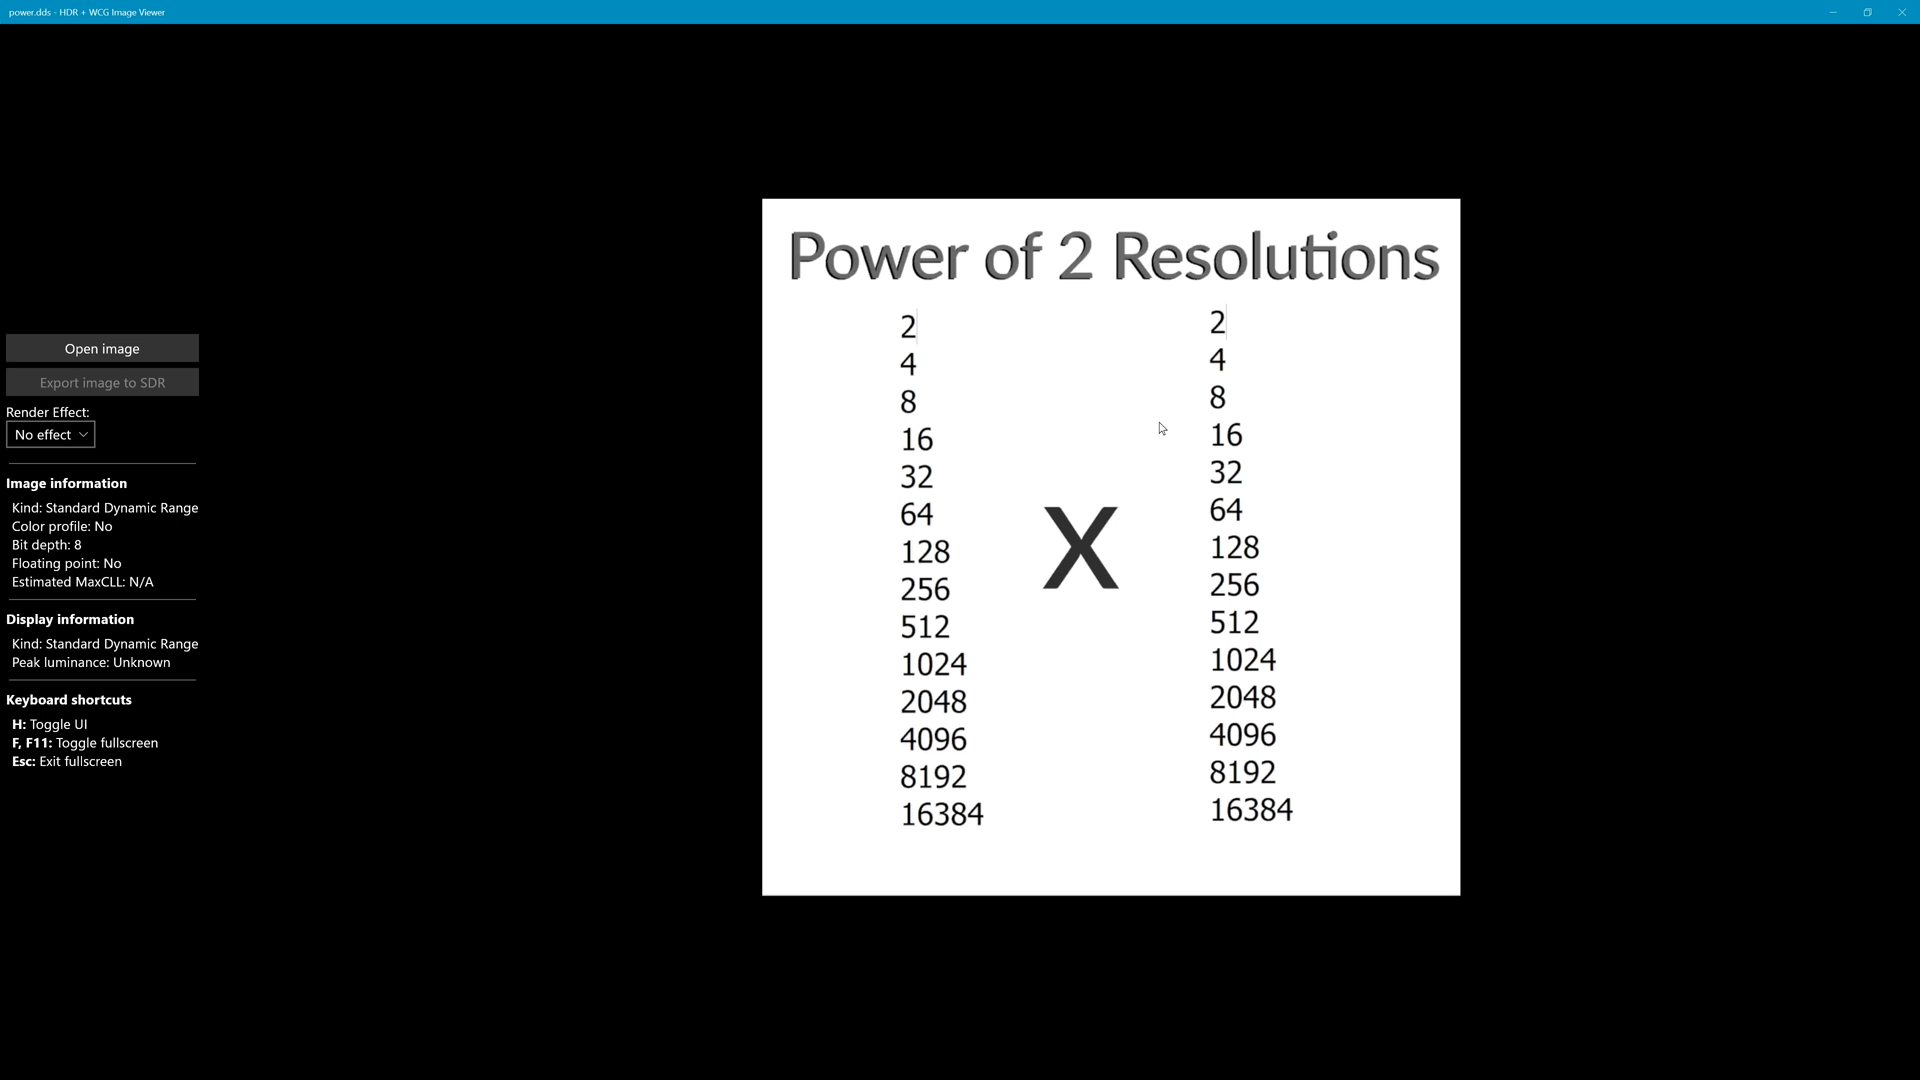 power.dds - HDR + WCG Image Viewer
Open image
Export image to SDR
Render Effect:
No effect
Image information
Kind: Standard Dynamic Range
Color profile: No
Bit depth: 8
Floating point: No
Estimated MaxCLL: N/A
Display information
Kind: Standard Dynamic Range
Peak luminance: Unknown
Keyboard shortcuts
H: Toggle UI
F, F11: Toggle fullscreen
Esc: Exit fullscreen
Power of 2 Resolutions
2
4
8
16
32
64
128
256
512
1024
2048
4096
8192
16384
X
2
4
8
16
32
64
128
256
512
1024
2048
4096
8192
16384